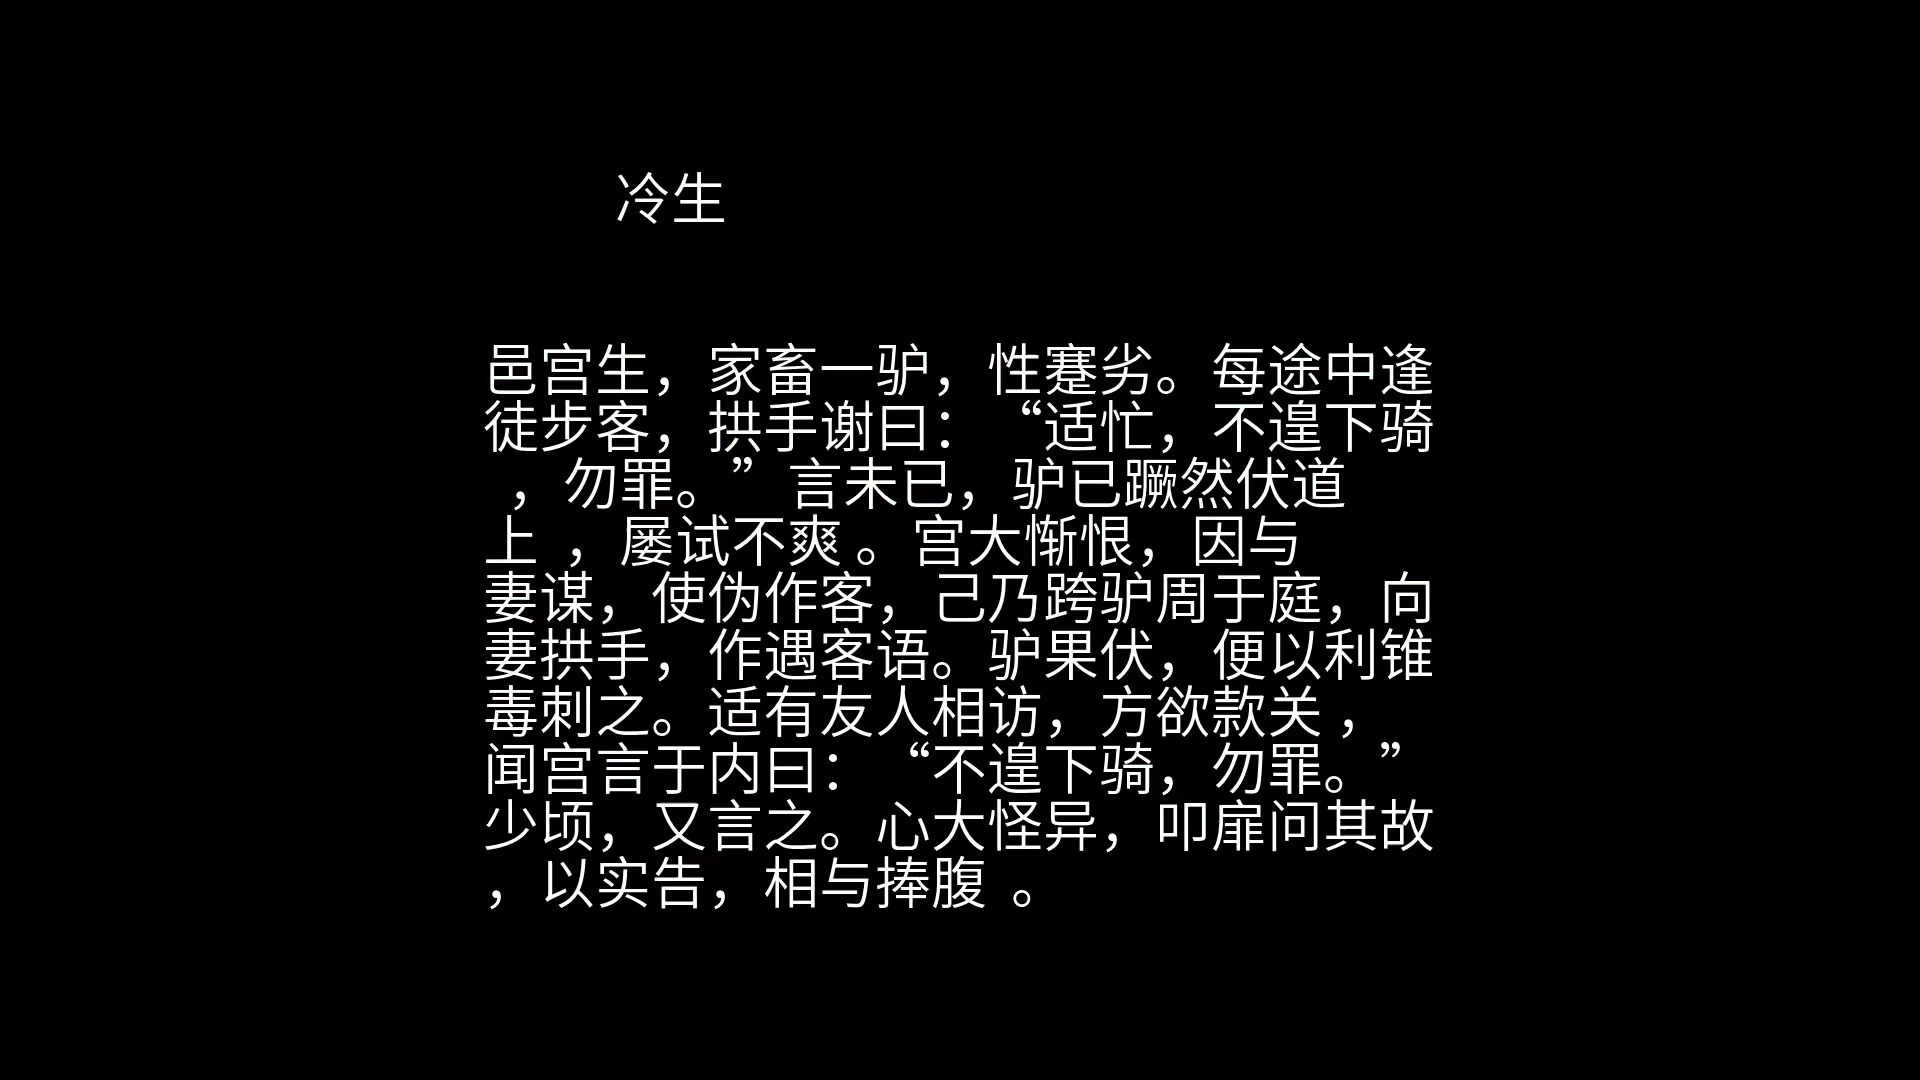 冷生
邑宫生，家畜一驴，性蹇劣。每途中逢
徒步客，拱手谢曰：“适忙，不遑下骑
，勿罪。”言未已，驴已蹶然伏道
上 ，屡试不爽 。宫大惭恨，因与
妻谋，使伪作客，己乃跨驴周于庭，向
妻拱手，作遇客语。驴果伏，便以利锥
毒刺之。适有友人相访，方欲款关 ，
闻宫言于内曰：“不遑下骑，勿罪。”
少顷，又言之。心大怪异，叩扉问其故
，以实告，相与捧腹 。